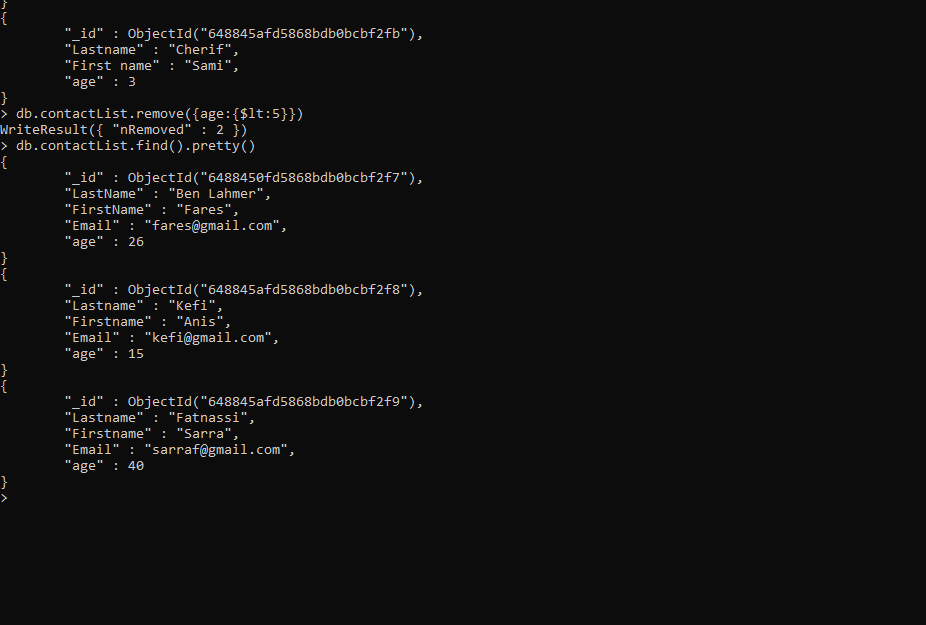 }
{
        "_id" : ObjectId("648845afd5868bdb0bcbf2fb"),
        "Lastname" : "Cherif",
        "First name" : "Sami",
        "age" : 3
}
> db.contactList.remove({age:{$lt:5}})
WriteResult({ "nRemoved" : 2 })
> db.contactList.find().pretty()
{
        "_id" : ObjectId("6488450fd5868bdb0bcbf2f7"),
        "LastName" : "Ben Lahmer",
        "FirstName" : "Fares",
        "Email" : "fares@gmail.com",
        "age" : 26
}
{
        "_id" : ObjectId("648845afd5868bdb0bcbf2f8"),
        "Lastname" : "Kefi",
        "Firstname" : "Anis",
        "Email" : "kefi@gmail.com",
        "age" : 15
}
{
        "_id" : ObjectId("648845afd5868bdb0bcbf2f9"),
        "Lastname" : "Fatnassi",
        "Firstname" : "Sarra",
        "Email" : "sarraf@gmail.com",
        "age" : 40
}
>